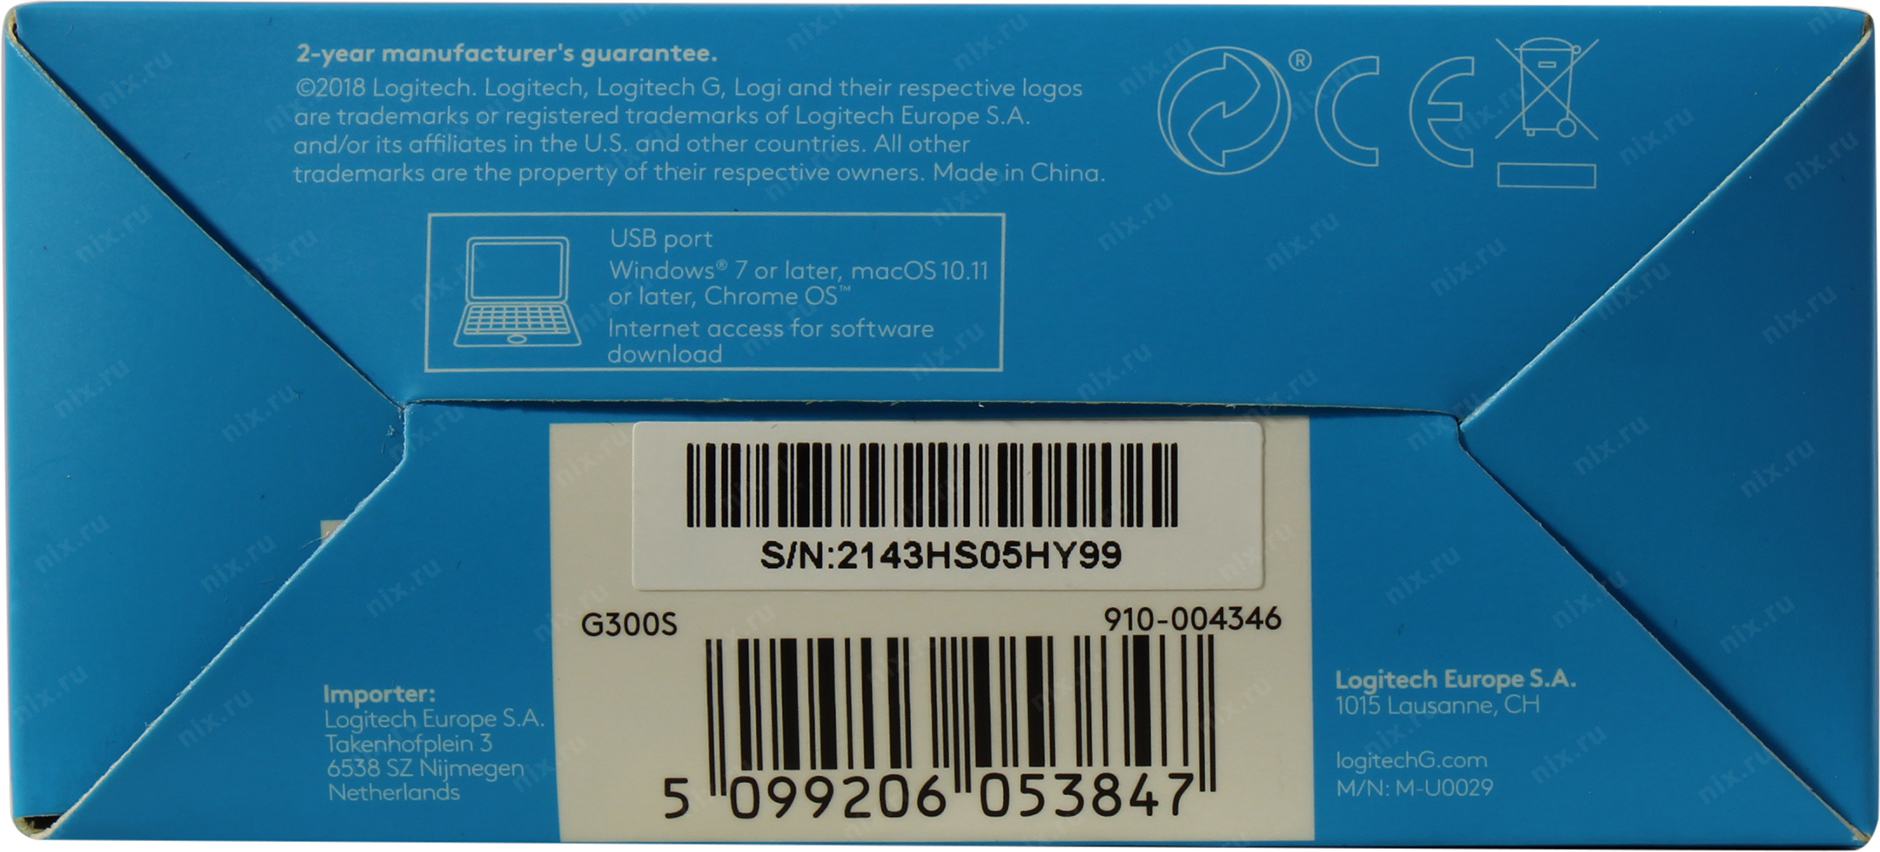 2-year manufacturer's guarantee.
©2018 Logitech. Logitech, Logitech G, Logi and their respective logos
are trademarks or registered trademarks of Logitech Europe S.A.
and/or its affiliates in the U.S. and other countries. All other
trademarks are the property of their respective owners. Made in China.
®
CE
USB port
Windows® 7 or later, macOS 10.11
or later, Chrome OS™
Internet access for software
download
S/N:2143HS05HY99
G300S
910-004346
5 099206 053847
Importer:
Logitech Europe S.A.
Takenhofplein 3
6538 SZ Nijmegen
Netherlands
Logitech Europe S.A.
1015 Lausanne, CH
logitechG.com
M/N: M-U0029
nix.ru